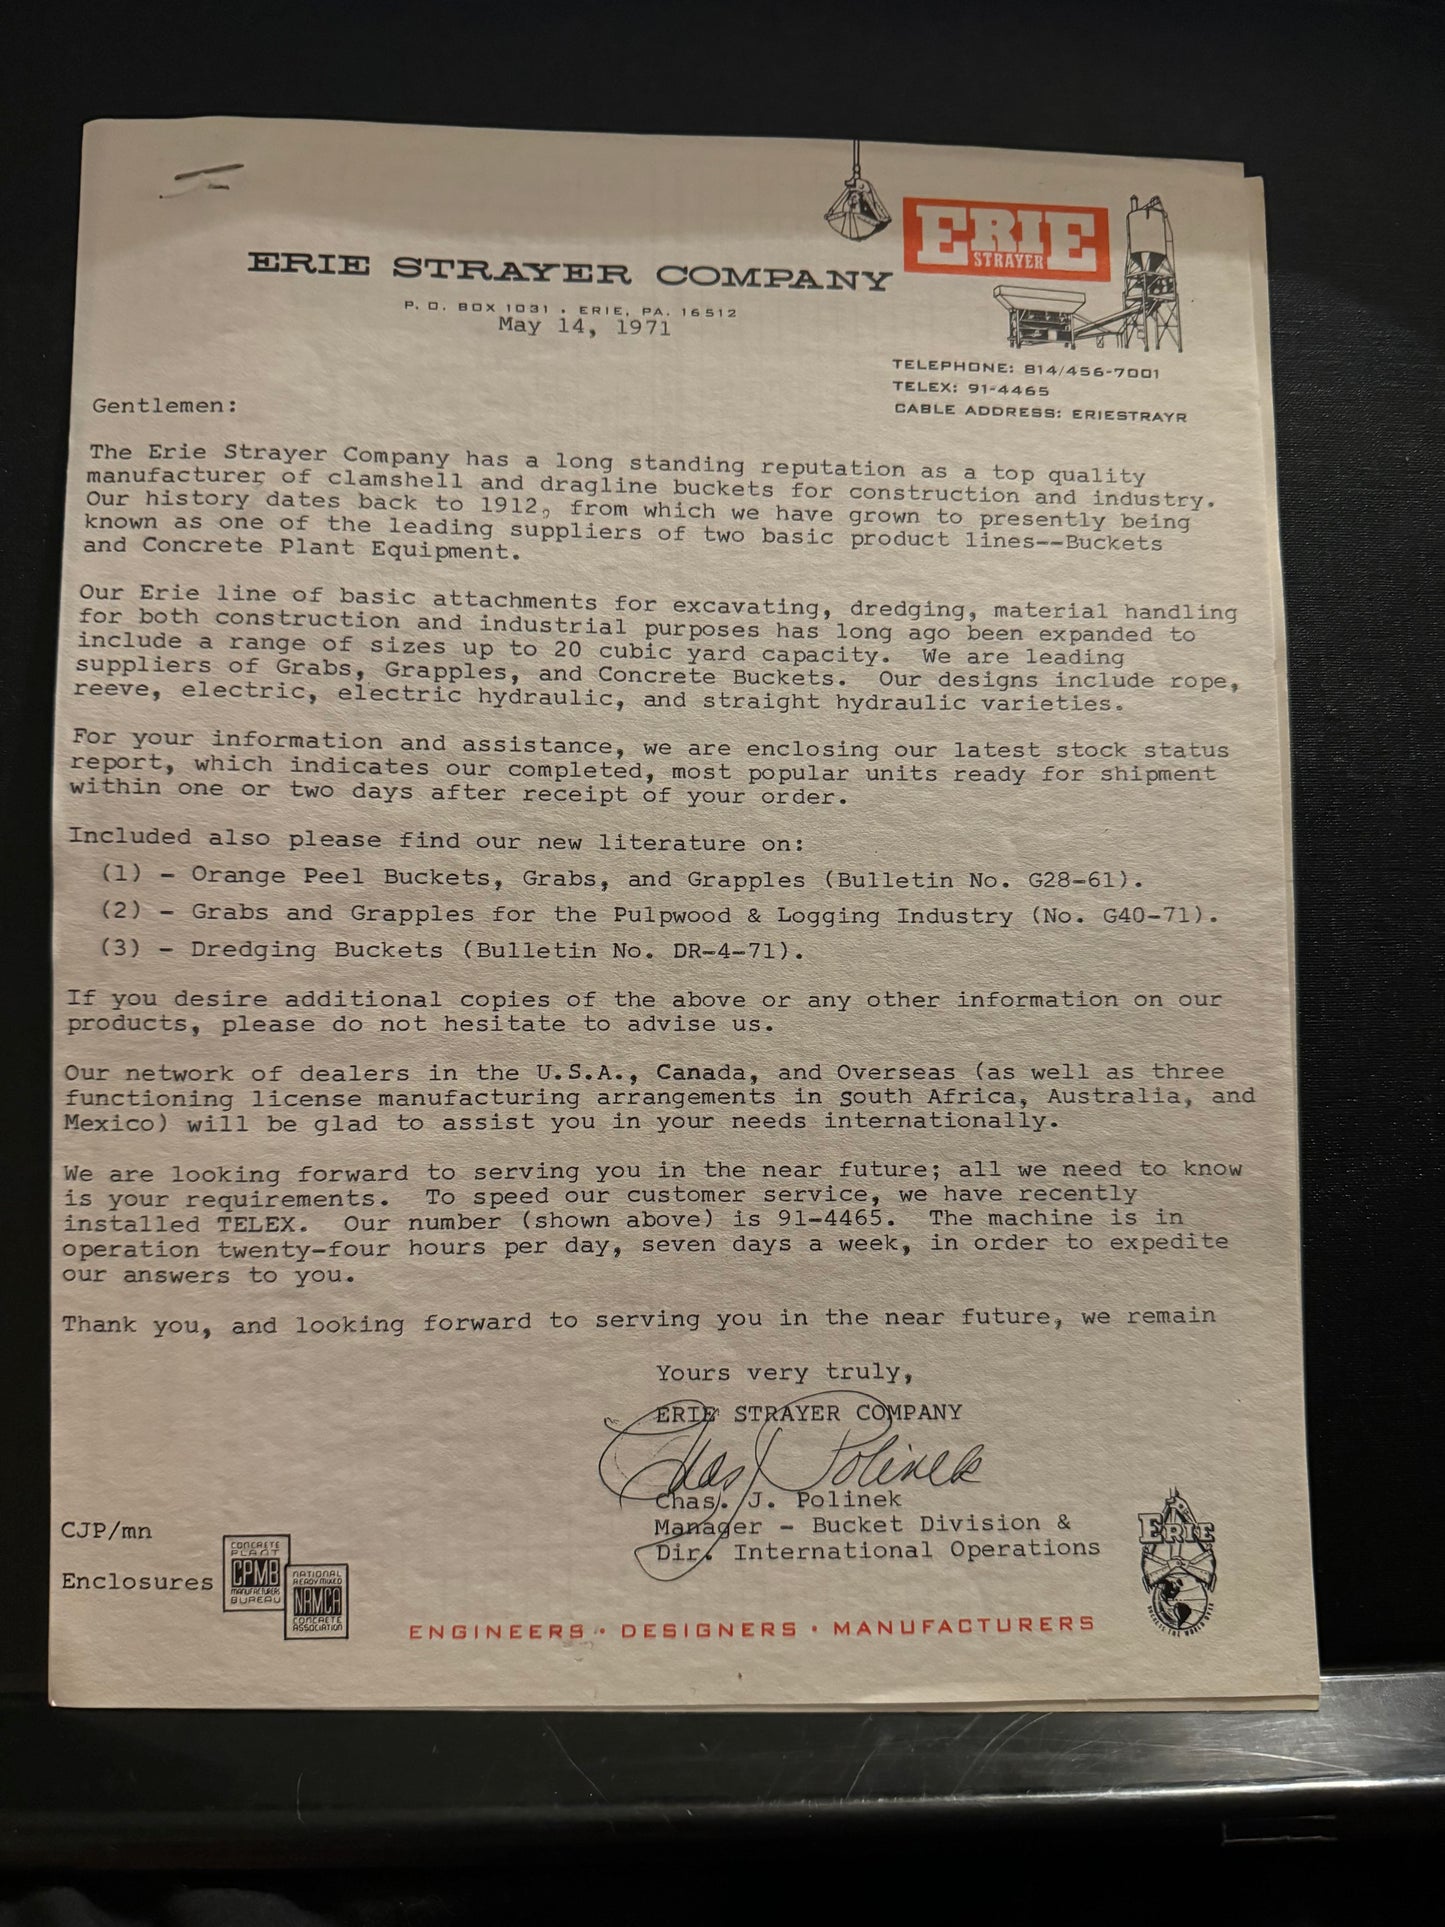 ERIE
STRAYER
ERIE STRAYER COMPANY
P. O. BOX 1031 . ERIE, PA. 16512
May 14, 1971
TELEPHONE: 814/456-7001
TELEX: 91-4465
CABLE ADDRESS: ERIESTRAYR
Gentlemen:
The Erie Strayer Company has a long standing reputation as a top quality
manufacturer of clamshell and dragline buckets for construction and industry.
Our history dates back to 1912, from which we have grown to presently being
known as one of the leading suppliers of two basic product lines--Buckets
and Concrete Plant Equipment.
Our Erie line of basic attachments for excavating, dredging, material handling
for both construction and industrial purposes has long ago been expanded to
include a range of sizes up to 20 cubic yard capacity. We are leading
suppliers of Grabs, Grapples, and Concrete Buckets. Our designs include rope,
reeve, electric, electric hydraulic, and straight hydraulic varieties.
For your information and assistance, we are enclosing our latest stock status
report, which indicates our completed, most popular units ready for shipment
within one or two days after receipt of your order.
Included also please find our new literature on:
(1) - Orange Peel Buckets, Grabs, and Grapples (Bulletin No. G28-61).
(2) - Grabs and Grapples for the Pulpwood & Logging Industry (No. G40-71).
(3) - Dredging Buckets (Bulletin No. DR-4-71).
If you desire additional copies of the above or any other information on our
products, please do not hesitate to advise us.
Our network of dealers in the U.S.A., Canada, and Overseas (as well as three
functioning license manufacturing arrangements in South Africa, Australia, and
Mexico) will be glad to assist you in your needs internationally.
We are looking forward to serving you in the near future; all we need to know
is your requirements. To speed our customer service, we have recently
installed TELEX. Our number (shown above) is 91-4465. The machine is in
operation twenty-four hours per day, seven days a week, in order to expedite
our answers to you.
Thank you, and looking forward to serving you in the near future, we remain
Yours very truly,
ERIE STRAYER COMPANY
Chas J Polinek
Chas. J. Polinek
Manager - Bucket Division &
Dir. International Operations
CJP/mn
Enclosures
CONCRETE
PLANT
CPMB
MANUFACTURERS
BUREAU
NATIONAL
READY MIXED
NRMCA
CONCRETE
ASSOCIATION
ERIE
ENGINEERS • DESIGNERS • MANUFACTURERS